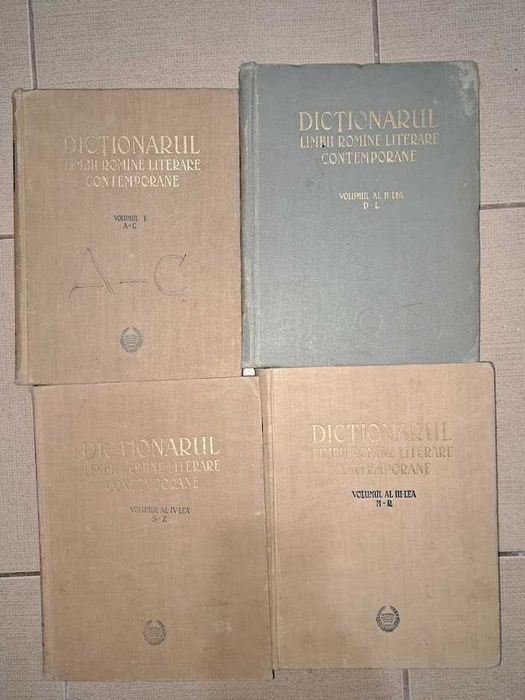 DICȚIONARUL
LIMBII ROMÎNE LITERARE
CONTEMPORANE
VOLUMUL I
A-C
A-C
DICȚIONARUL
LIMBII ROMÎNE LITERARE
CONTEMPORANE
VOLUMUL AL II-LEA
D-L
DICȚIONARUL
LIMBII ROMÎNE LITERARE
CONTEMPORANE
VOLUMUL AL IV-LEA
S-Z
DICȚIONARUL
LIMBII ROMÎNE LITERARE
CONTEMPORANE
VOLUMUL AL III-LEA
M-R